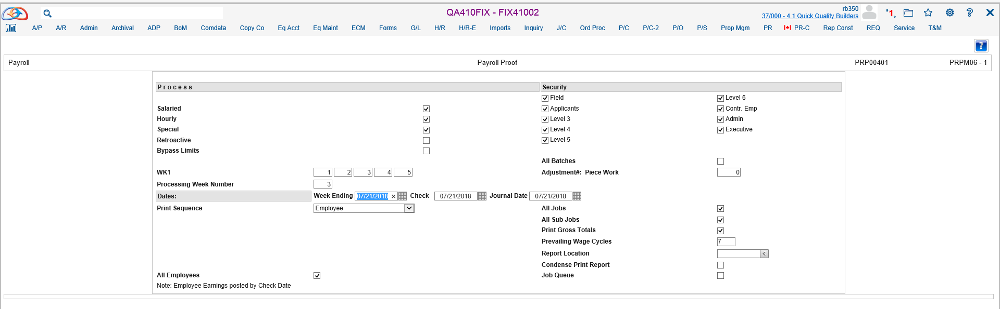 QA410FIX - FIX41002
rb350
37/000 - 4.1 Quick Quality Builders
1
A/P A/R Admin Archival ADP BoM Comdata Copy Co Eq Acct Eq Maint ECM Forms G/L H/R H/R-E Imports Inquiry J/C Ord Proc P/C P/C-2 P/O P/S Prop Mgm PR PR-C Rep Const REQ Service T&M
Payroll Payroll Proof PRP00401 PRPM06 - 1
Process Security
Field Level 6
Salaried Applicants Contr. Emp
Hourly Level 3 Admin
Special Level 4 Executive
Retroactive Level 5
Bypass Limits
All Batches
WK1 1 2 3 4 5 Adjustment#: Piece Work 0
Processing Week Number 3
Dates: Week Ending 07/21/2018 Check 07/21/2018 Journal Date 07/21/2018
Print Sequence Employee All Jobs
All Sub Jobs
Print Gross Totals
Prevailing Wage Cycles 7
Report Location
Condense Print Report
All Employees Job Queue
Note: Employee Earnings posted by Check Date